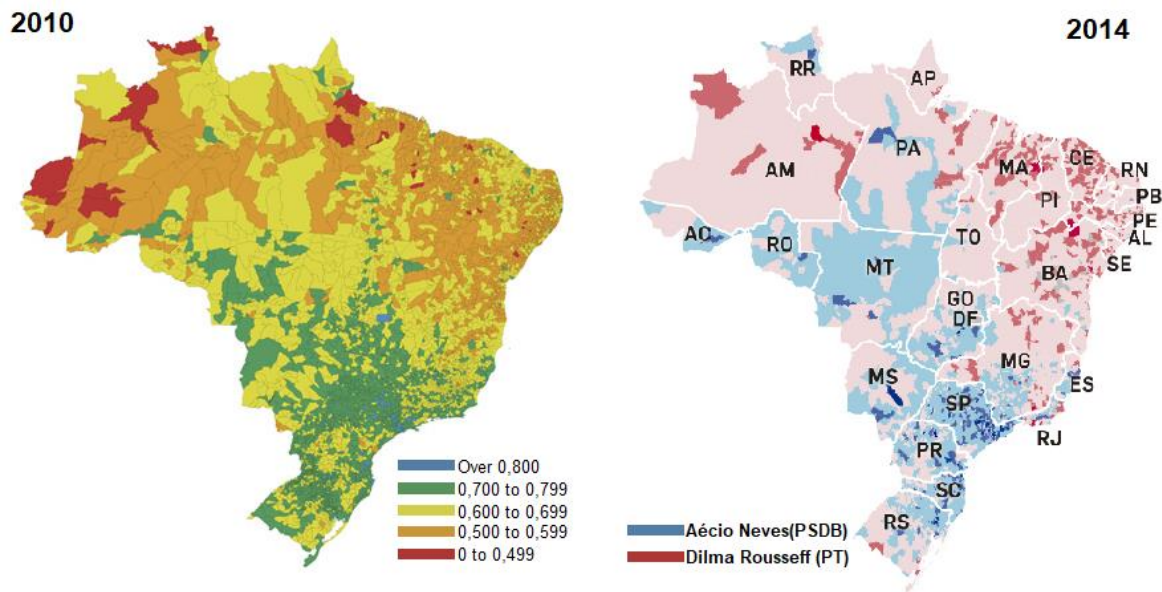 2010
2014
RR
AP
AM
PA
MA
CE
RN
PI
PB
PE
AL
AC
RO
TO
SE
MT
BA
GO
DF
MS
MG
ES
SP
RJ
PR
SC
RS
Over 0,800
0,700 to 0,799
0,600 to 0,699
0,500 to 0,599
0 to 0,499
Aécio Neves(PSDB)
Dilma Rousseff (PT)